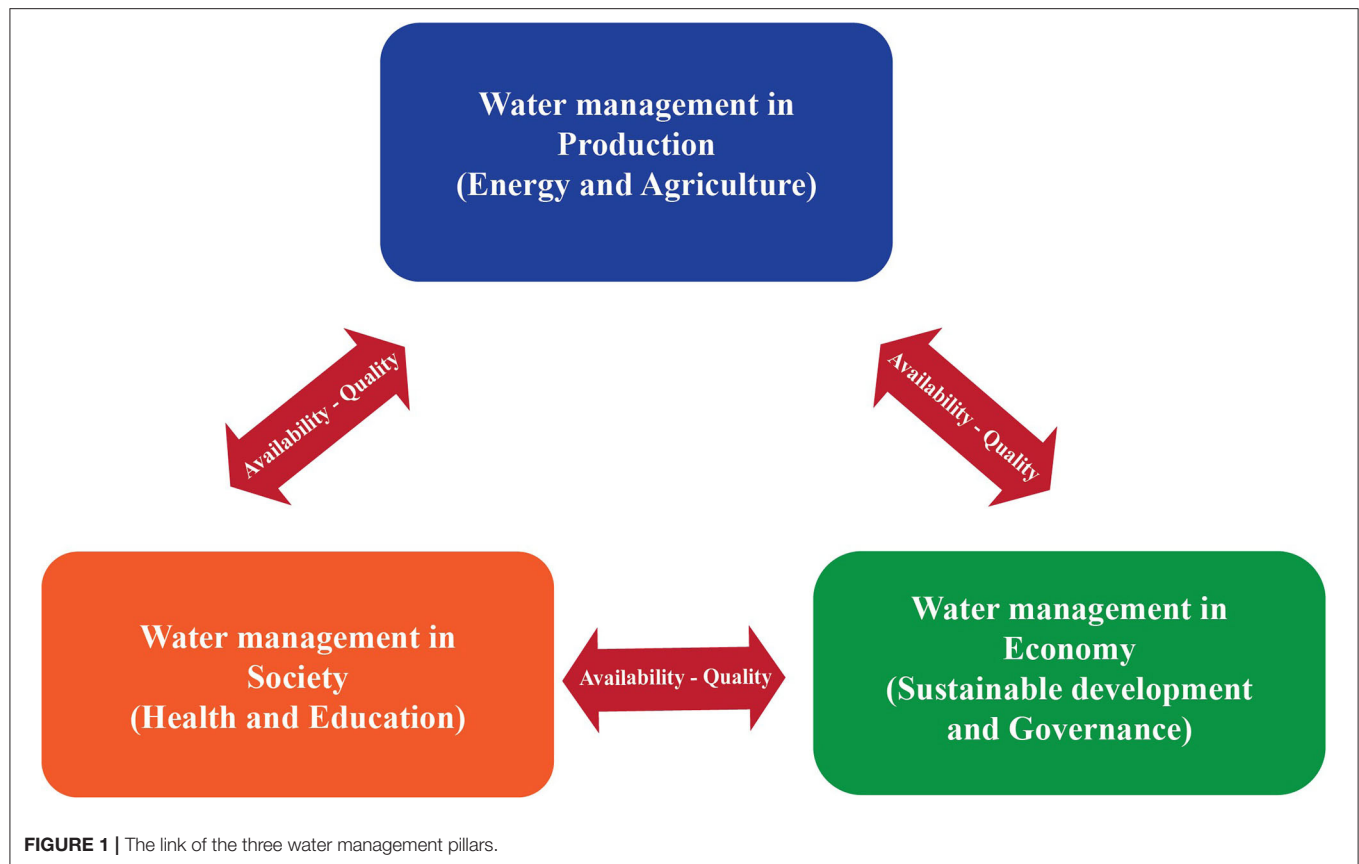 Water management in
Production
(Energy and Agriculture)
Availability - Quality
Availability - Quality
Water management in
Society
(Health and Education)
Availability - Quality
Water management in
Economy
(Sustainable development
and Governance)
FIGURE 1 | The link of the three water management pillars.